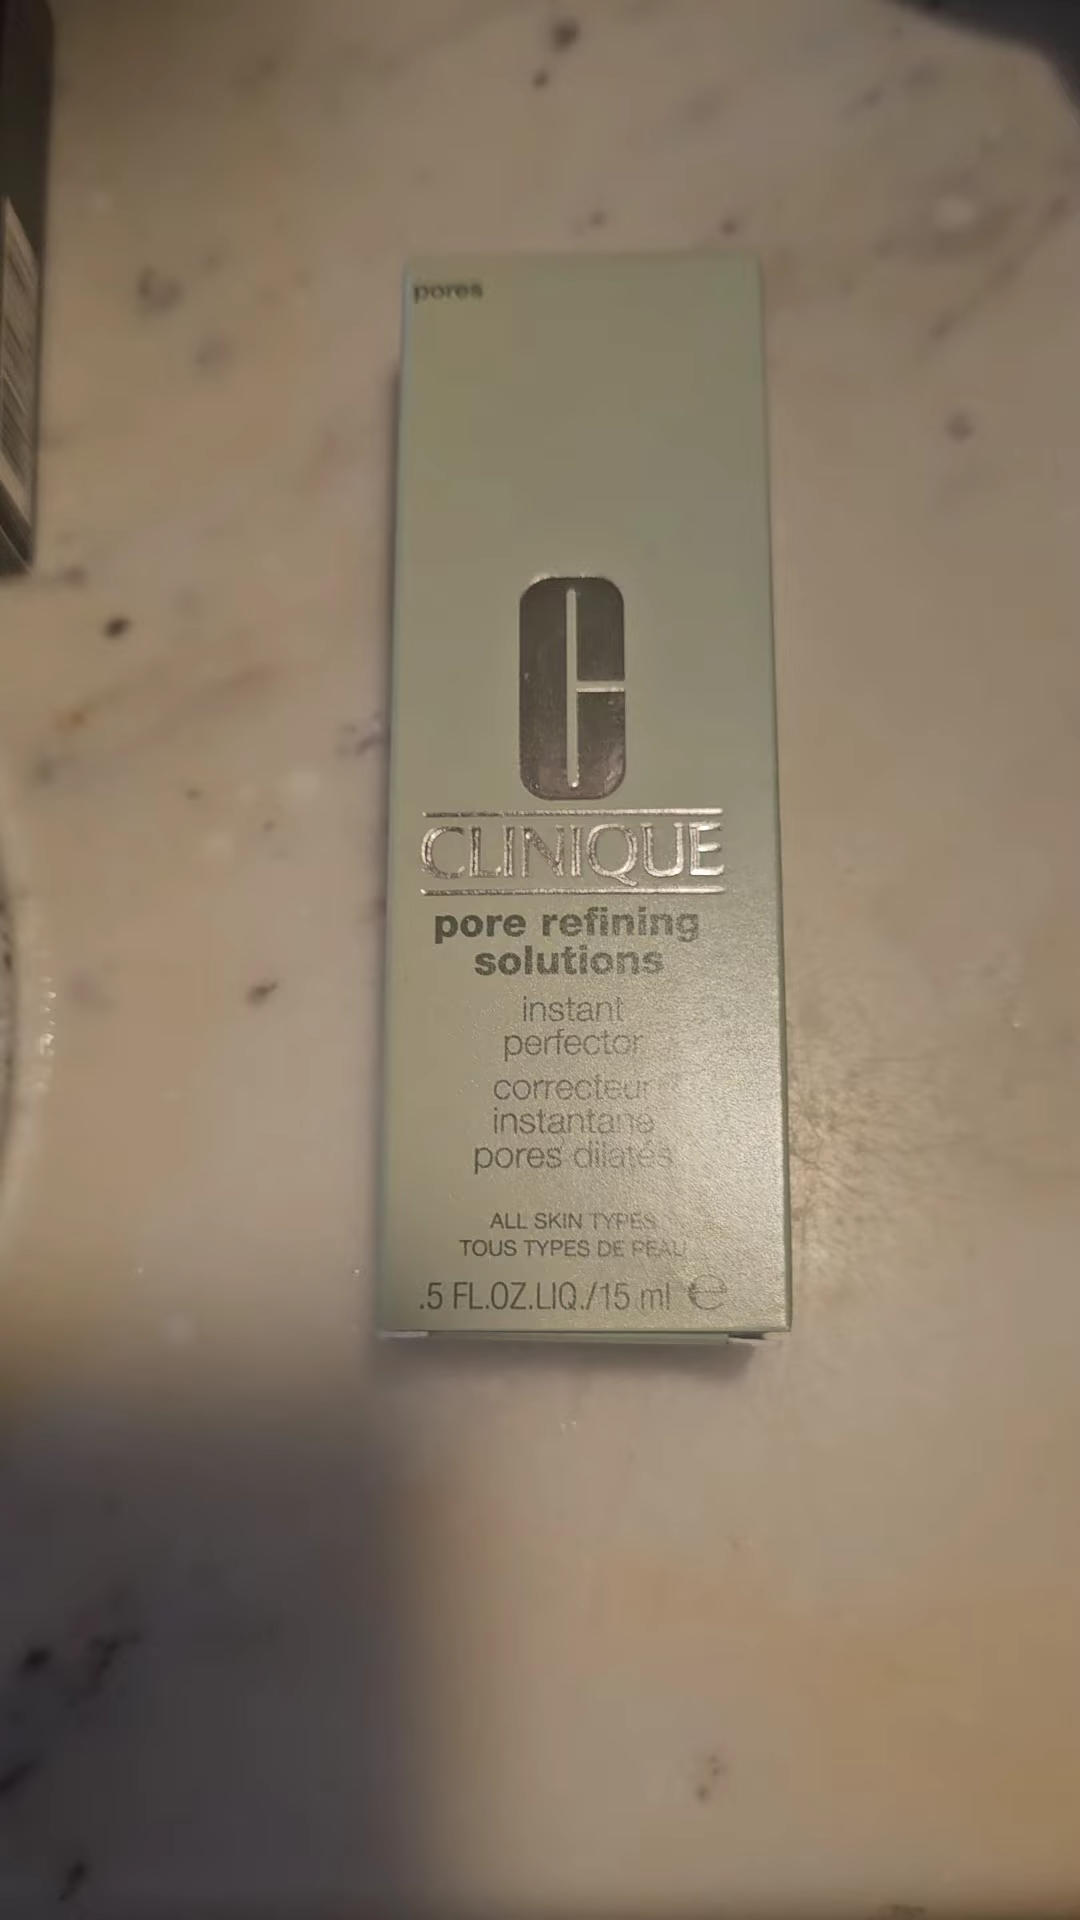 pores
CLINIQUE
pore refining
solutions
instant
perfector
correcteur
instantané
pores dilatés
ALL SKIN TYPES
TOUS TYPES DE PEAU
.5 FL.OZ.LIQ./15 ml ℮